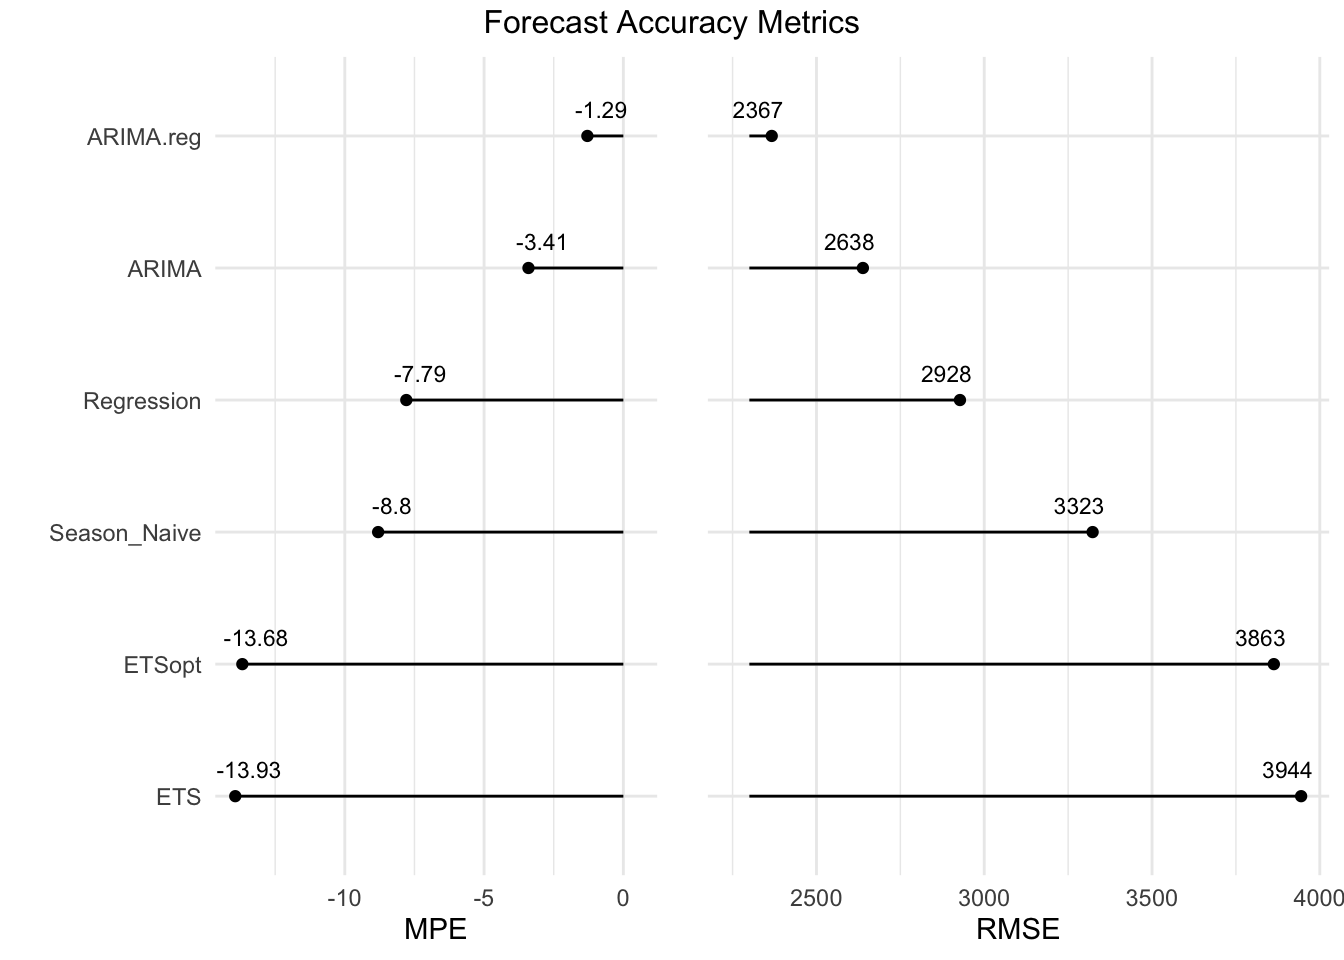 Forecast Accuracy Metrics
ARIMA.reg
-1.29
2367
ARIMA
-3.41
2638
Regression
-7.79
2928
Season_Naive
-8.8
3323
ETSopt
-13.68
3863
ETS
-13.93
3944
-10 -5 0
2500 3000 3500 4000
MPE
RMSE